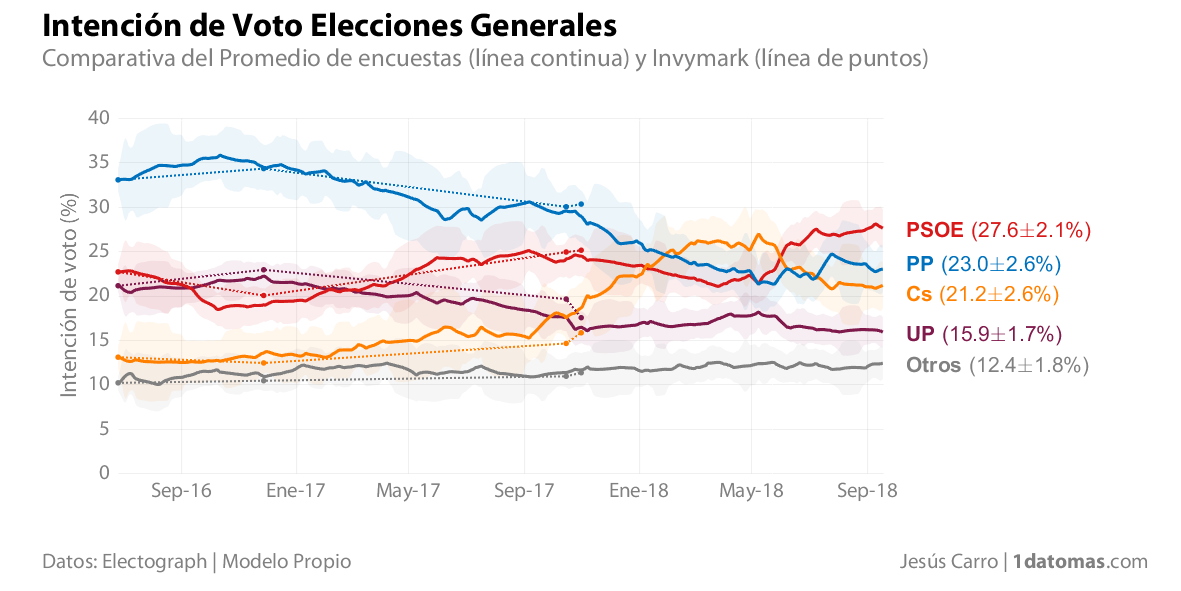 Intención de Voto Elecciones Generales
Comparativa del Promedio de encuestas (línea continua) y Invymark (línea de puntos)
Intención de voto (%)
40
35
30
25
20
15
10
5
0
Sep-16 Ene-17 May-17 Sep-17 Ene-18 May-18 Sep-18
PSOE (27.6±2.1%)
PP (23.0±2.6%)
Cs (21.2±2.6%)
UP (15.9±1.7%)
Otros (12.4±1.8%)
Datos: Electograph | Modelo Propio
Jesús Carro | 1datomas.com